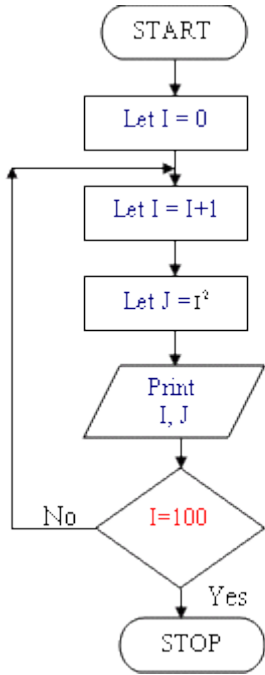 START
Let I = 0
Let I = I+1
Let J = I²
Print
I, J
I=100
No
Yes
STOP